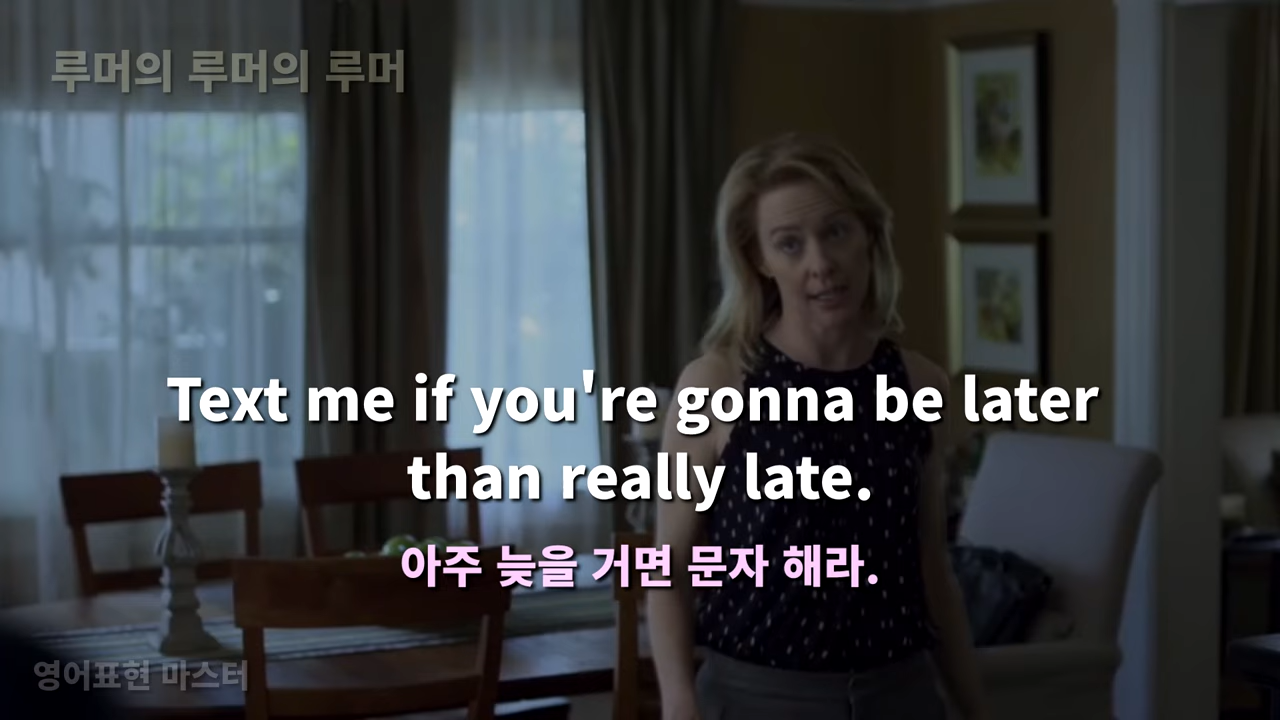 루머의 루머의 루머
Text me if you're gonna be later
than really late.
아주 늦을 거면 문자 해라.
영어표현 마스터